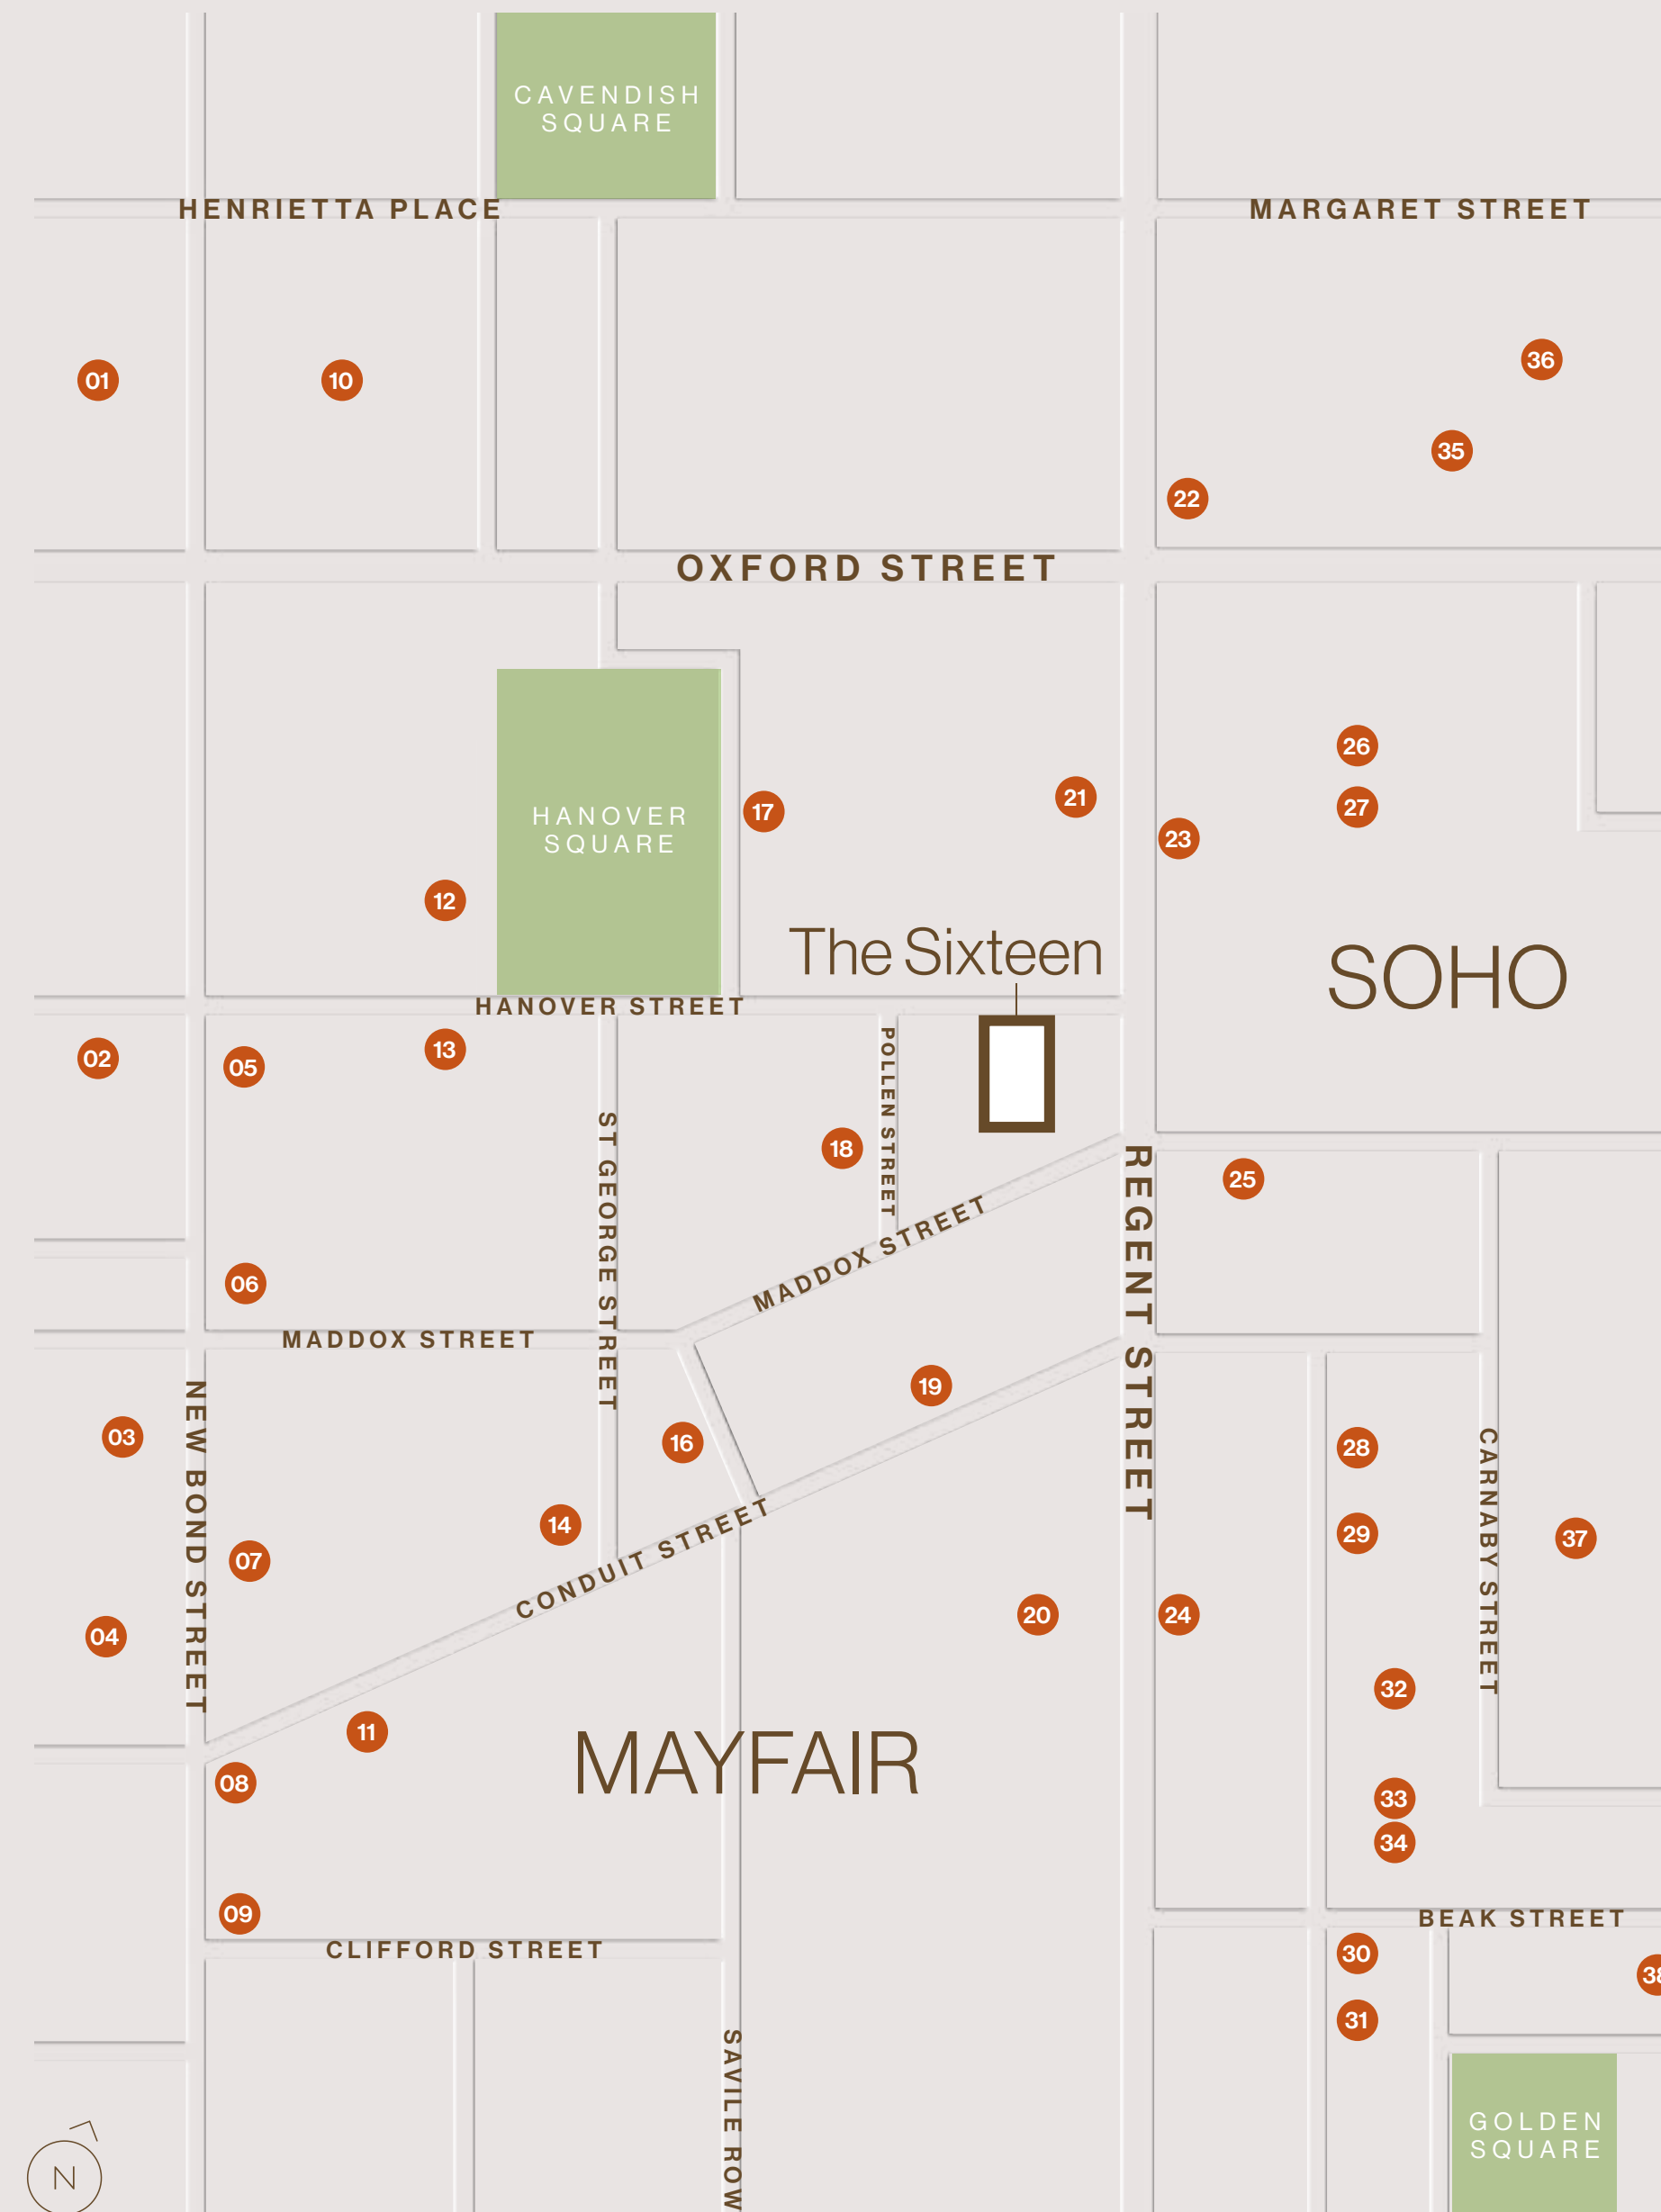 CAVENDISH
SQUARE
HENRIETTA PLACE
MARGARET STREET
36
01
10
35
22
OXFORD STREET
26
21
27
17
HANOVER
SQUARE
23
12
The Sixteen
SOHO
HANOVER STREET
POLLEN STREET
13
02
05
ST GEORGE STREET
18
REGENT STREET
25
MADDOX STREET
06
MADDOX STREET
19
NEW BOND STREET
03
16
28
CARNABY STREET
14
29
37
CONDUIT STREET
07
20
24
04
32
11
MAYFAIR
08
33
34
09
BEAK STREET
CLIFFORD STREET
30
38
31
SAVILE ROW
GOLDEN
SQUARE
N